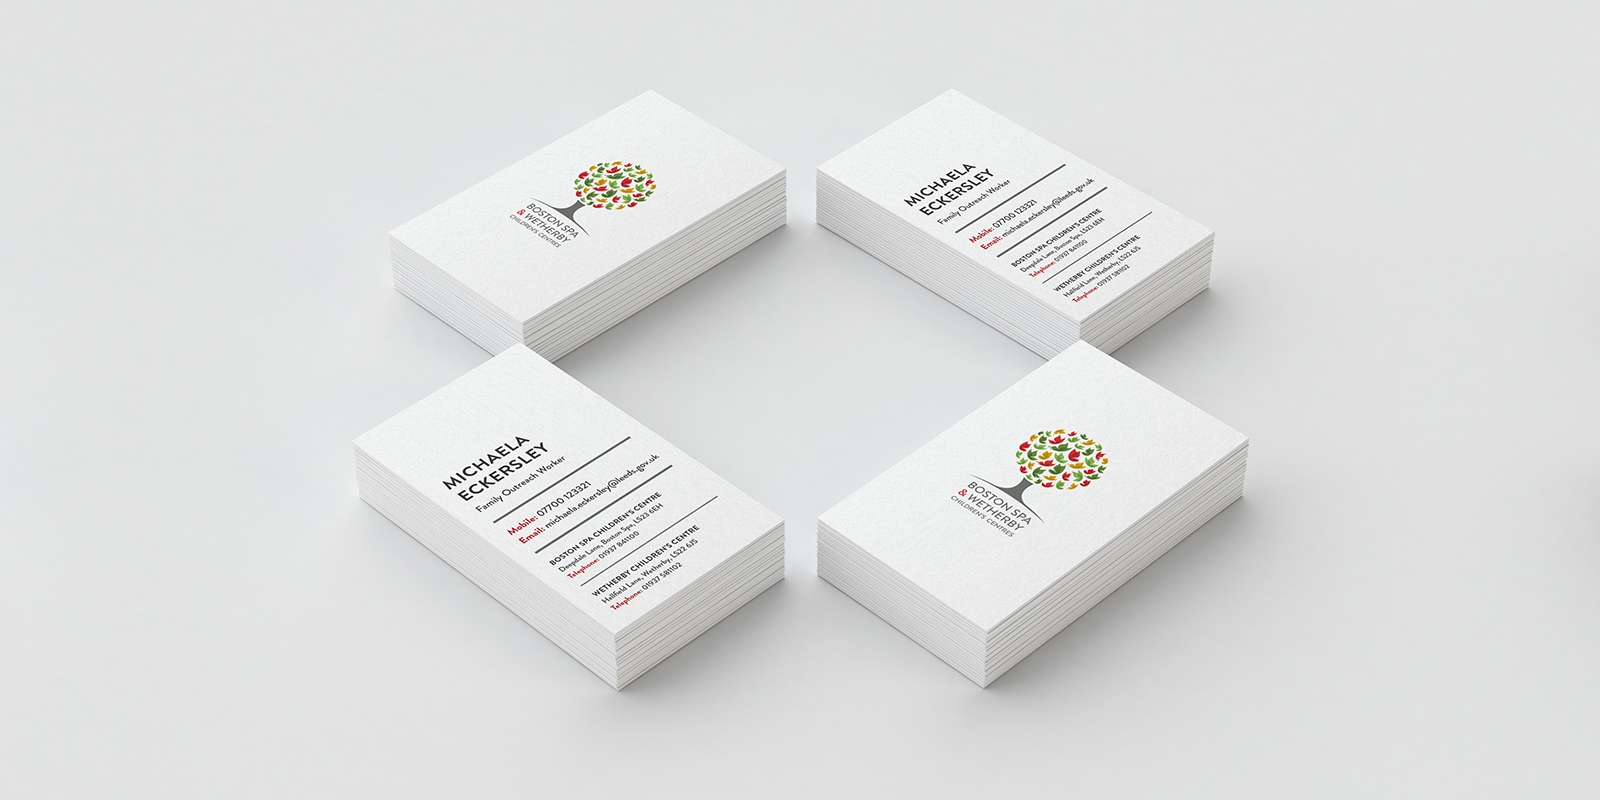 BOSTON SPA
& WETHERBY
CHILDREN'S CENTRES
MICHAELA
ECKERSLEY
Family Outreach Worker
Mobile: 07700 123321
Email: michaela.eckersley@leeds.gov.uk
BOSTON SPA CHILDREN'S CENTRE
Deepdale Lane, Boston Spa, LS23 6EH
Telephone: 01937 841100
WETHERBY CHILDREN'S CENTRE
Hallfield Lane, Wetherby, LS22 6JS
Telephone: 01937 581102
MICHAELA
ECKERSLEY
Family Outreach Worker
Mobile: 07700 123321
Email: michaela.eckersley@leeds.gov.uk
BOSTON SPA CHILDREN'S CENTRE
Deepdale Lane, Boston Spa, LS23 6EH
Telephone: 01937 841100
WETHERBY CHILDREN'S CENTRE
Hallfield Lane, Wetherby, LS22 6JS
Telephone: 01937 581102
BOSTON SPA
& WETHERBY
CHILDREN'S CENTRES